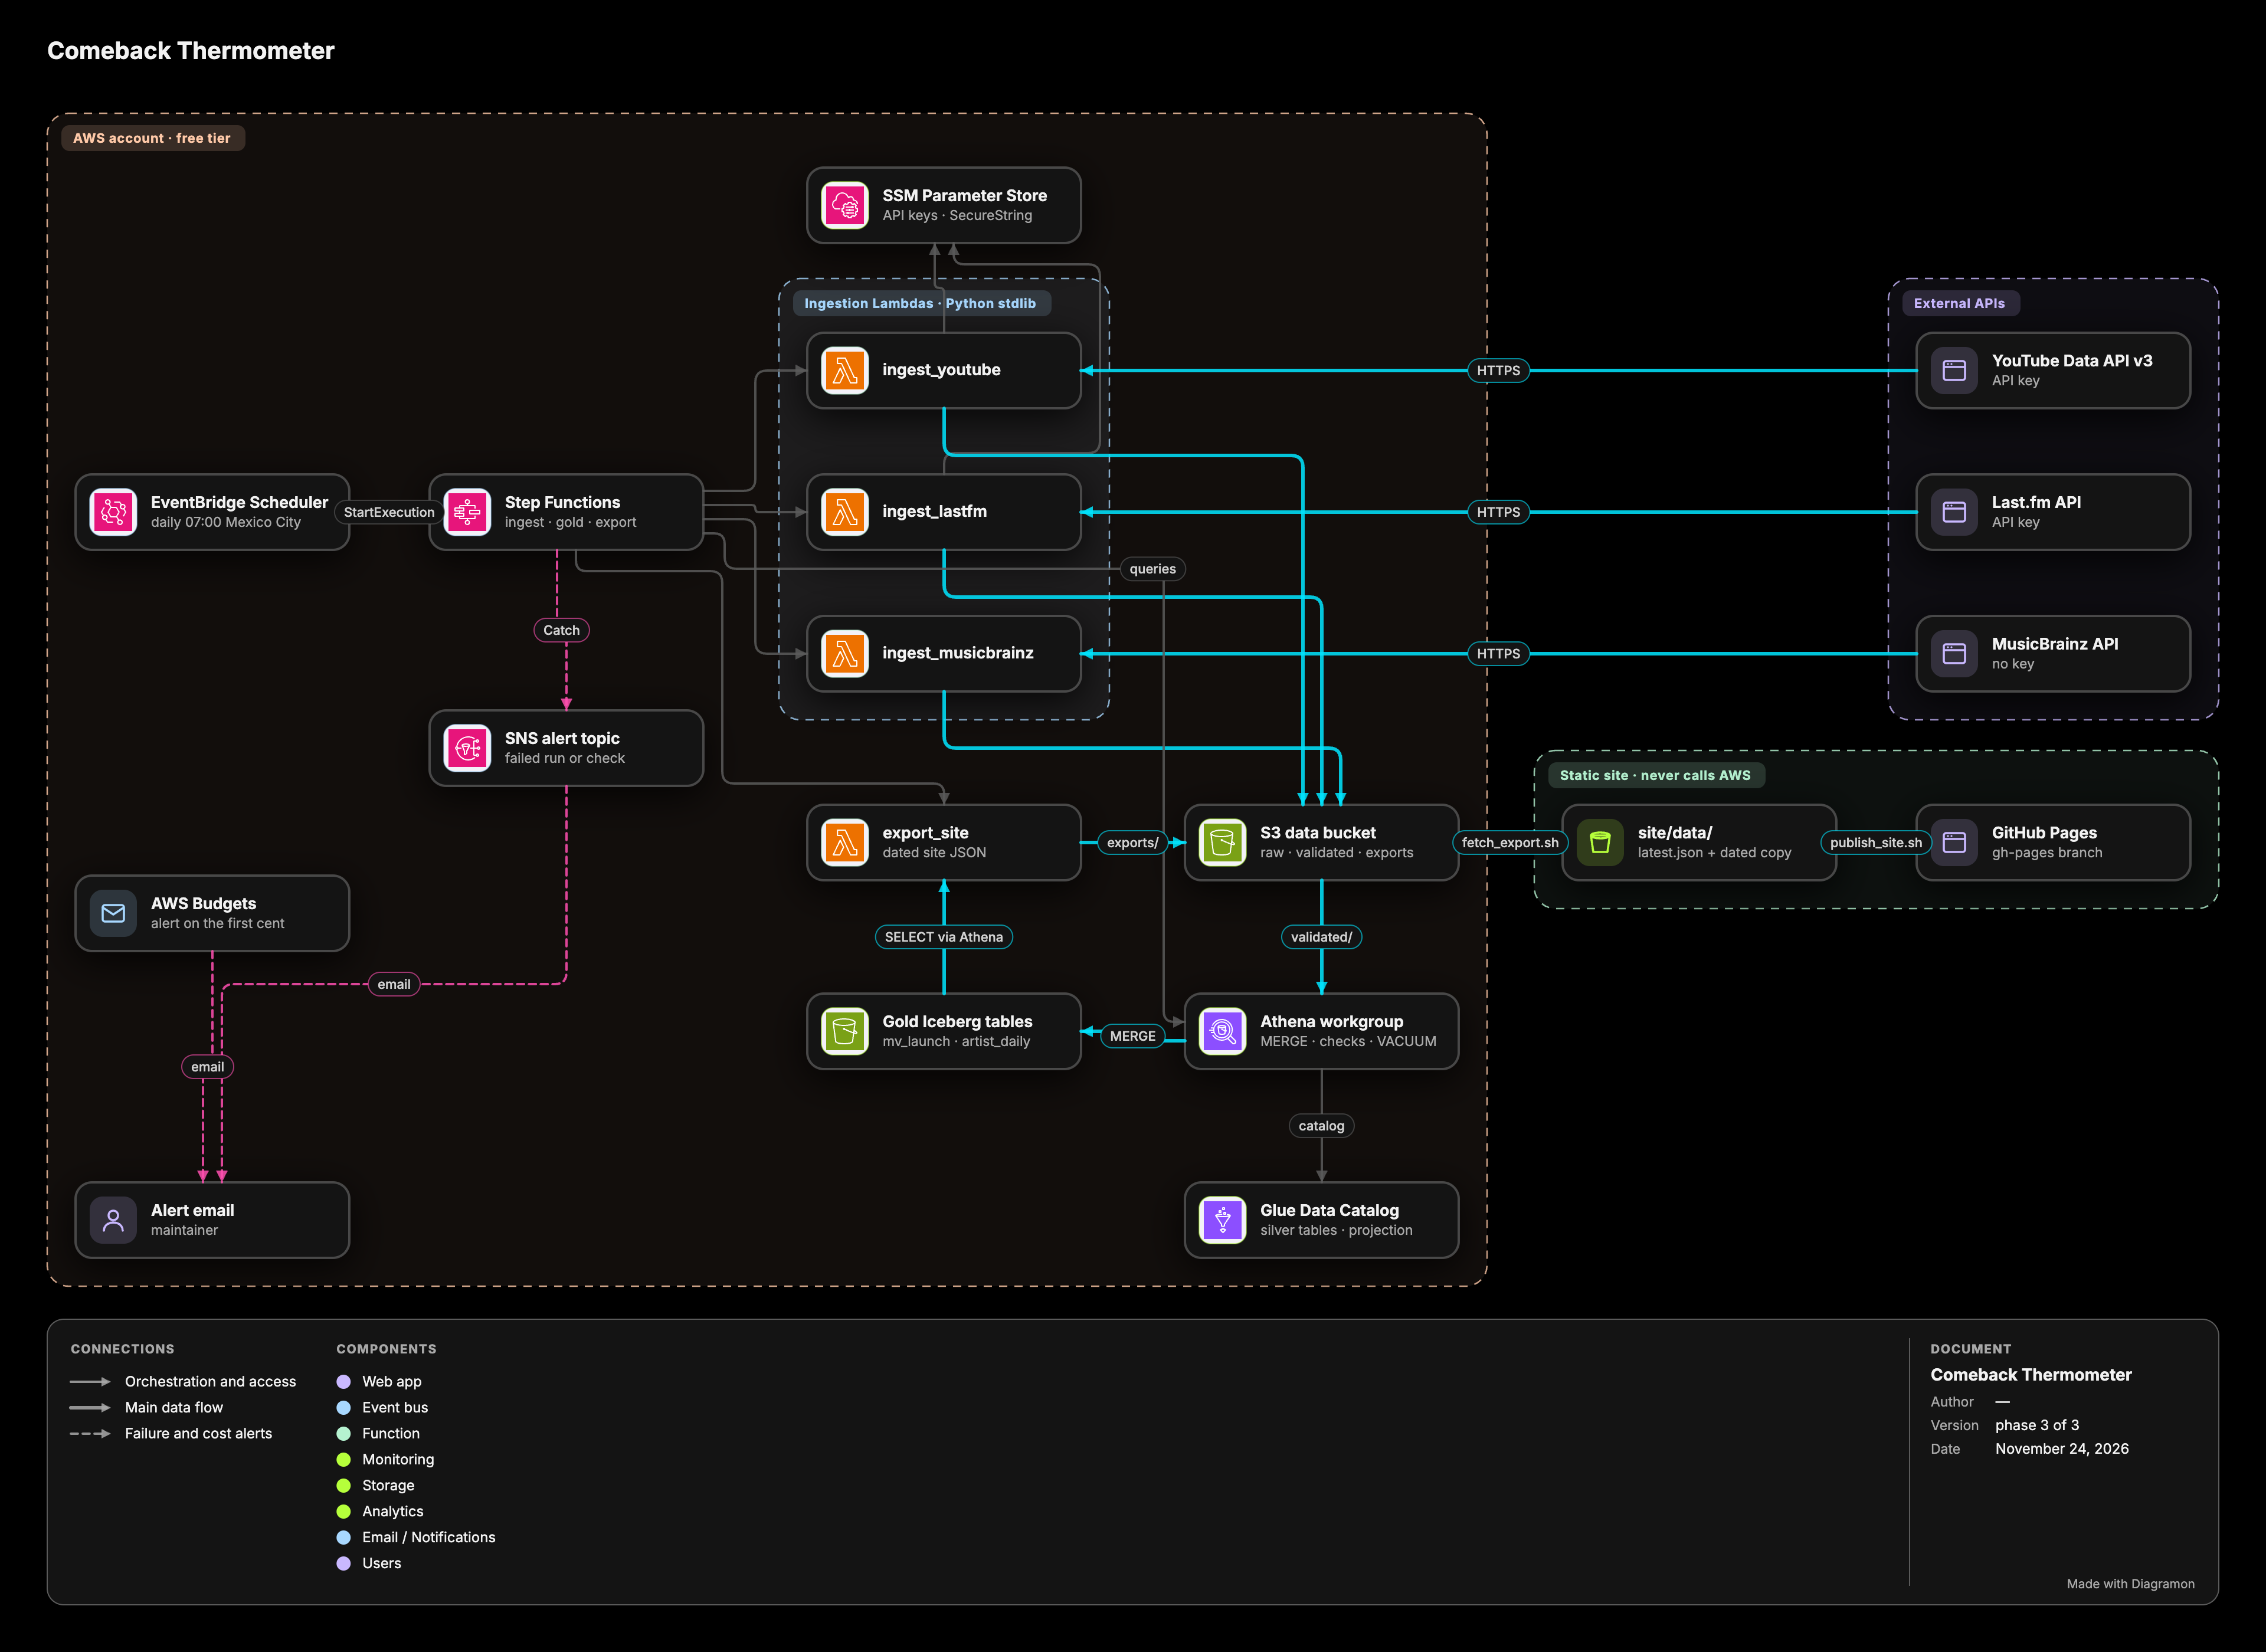 Comeback Thermometer
AWS account · free tier
SSM Parameter Store
API keys · SecureString
Ingestion Lambdas · Python stdlib
External APIs
ingest_youtube
HTTPS
YouTube Data API v3
API key
EventBridge Scheduler
daily 07:00 Mexico City
StartExecution
Step Functions
ingest · gold · export
ingest_lastfm
HTTPS
Last.fm API
API key
queries
Catch
ingest_musicbrainz
HTTPS
MusicBrainz API
no key
SNS alert topic
failed run or check
Static site · never calls AWS
export_site
dated site JSON
exports/
S3 data bucket
raw · validated · exports
fetch_export.sh
site/data/
latest.json + dated copy
publish_site.sh
GitHub Pages
gh-pages branch
AWS Budgets
alert on the first cent
SELECT via Athena
validated/
email
Gold Iceberg tables
mv_launch · artist_daily
MERGE
Athena workgroup
MERGE · checks · VACUUM
email
catalog
Alert email
maintainer
Glue Data Catalog
silver tables · projection
CONNECTIONS
Orchestration and access
Main data flow
Failure and cost alerts
COMPONENTS
Web app
Event bus
Function
Monitoring
Storage
Analytics
Email / Notifications
Users
DOCUMENT
Comeback Thermometer
Author —
Version phase 3 of 3
Date November 24, 2026
Made with Diagramon